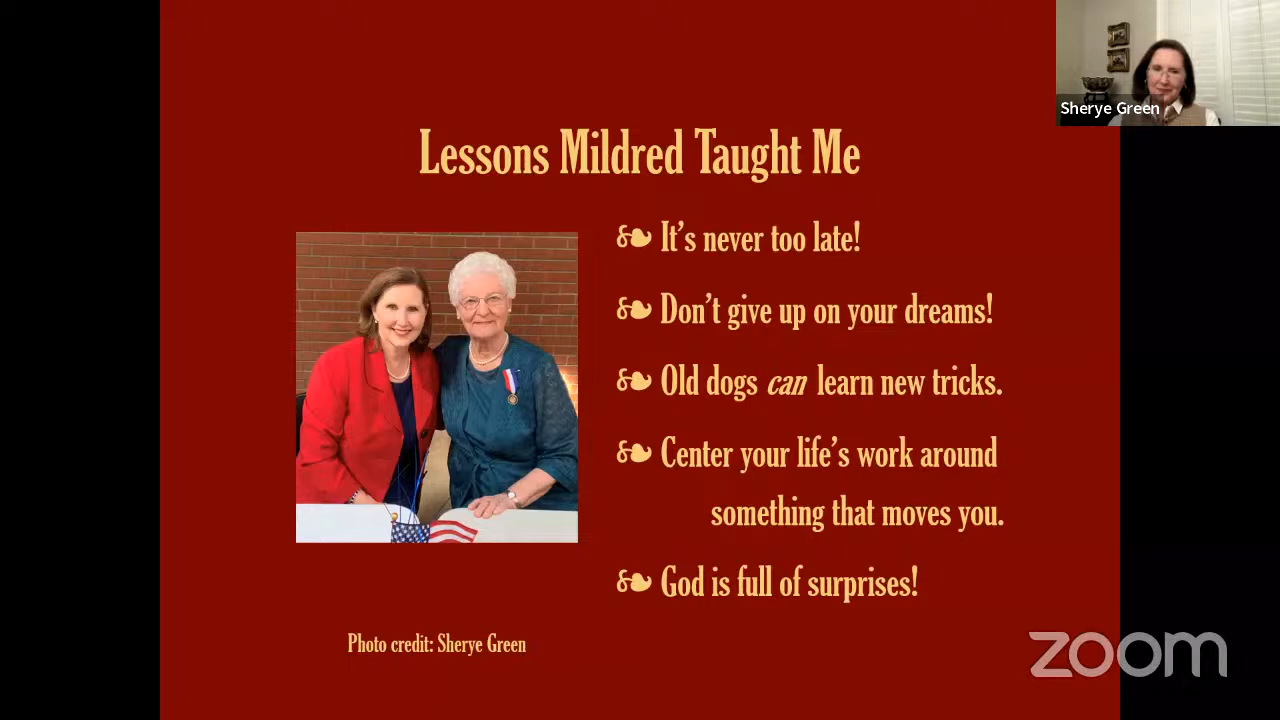 Sherye Green
Lessons Mildred Taught Me
It's never too late!
Don't give up on your dreams!
Old dogs can learn new tricks.
Center your life's work around
something that moves you.
God is full of surprises!
Photo credit: Sherye Green
zoom